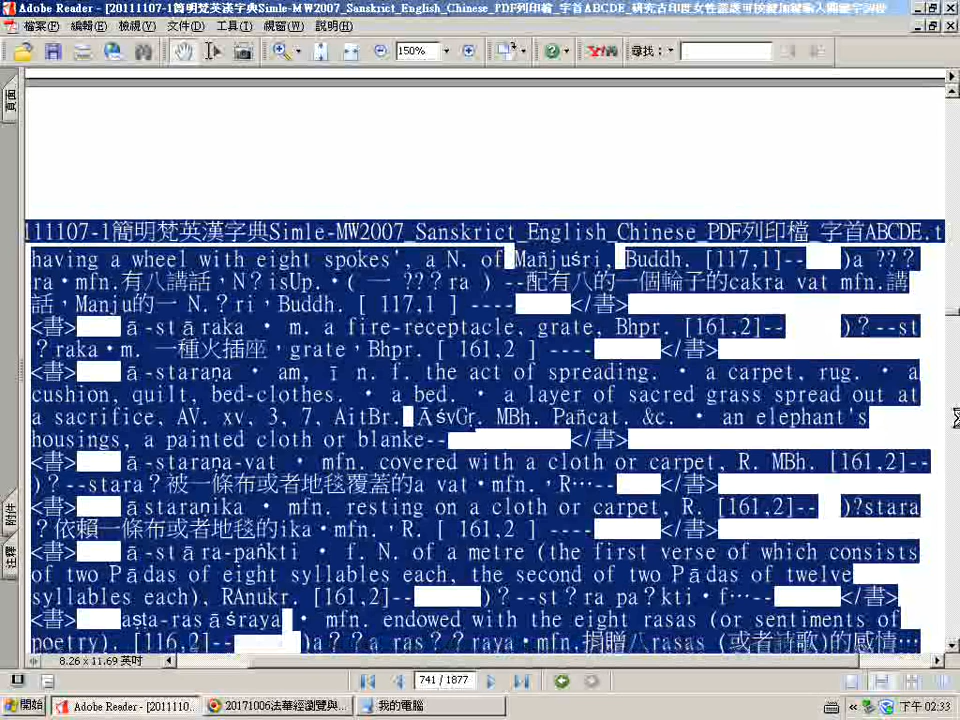 Adobe Reader - [20111107-1簡明梵英漢字典Simle-MW2007_Sanskrict_English_Chinese_PDF列印檔_字首ABCDE_研究古印度女性
檔案(F) 編輯(E) 檢視(V) 文件(D) 工具(T) 視窗(W) 說明(H)
150% 尋找:
頁面
111107-1簡明梵英漢字典Simle-MW2007_Sanskrict_English_Chinese_PDF列印檔_字首ABCDE.t
having a wheel with eight spokes', a N. of Mañjuśrī, Buddh. [117,1]-- )a ???
ra‧mfn.有八講話,N?isUp.‧( 一 ???ra ) --配有八的一個輪子的cakra vat mfn.講
話,Manju的一 N.?ri,Buddh. [ 117,1 ] ---- </書>
<書> ā-stāraka ‧ m. a fire-receptacle, grate, Bhpr. [161,2]-- )?--st
?raka‧m. 一種火插座,grate,Bhpr. [ 161,2 ] ---- </書>
<書> ā-staraṇa ‧ am, ī n. f. the act of spreading. ‧ a carpet, rug. ‧ a
cushion, quilt, bed-clothes. ‧ a bed. ‧ a layer of sacred grass spread out at
a sacrifice, AV. xv, 3, 7, AitBr. ĀśvGṛ. MBh. Pañcat. &c. ‧ an elephant's
housings, a painted cloth or blanke-- </書>
<書> ā-staraṇa-vat ‧ mfn. covered with a cloth or carpet, R. MBh. [161,2]--
)?--stara?被一條布或者地毯覆蓋的a vat‧mfn.,R…-- </書>
<書> āstaraṇika ‧ mfn. resting on a cloth or carpet, R. [161,2]-- )?stara
?依賴一條布或者地毯的ika‧mfn.,R. [ 161,2 ] ---- </書>
<書> ā-stāra-paṅkti ‧ f. N. of a metre (the first verse of which consists
of two Pādas of eight syllables each, the second of two Pādas of twelve
syllables each), RAnukr. [161,2]-- )?--st?ra pa?kti‧f…-- </書>
<書> aṣṭa-rasāśraya ‧ mfn. endowed with the eight rasas (or sentiments of
poetry). [116,2]-- )a??a ras??raya‧mfn.捐贈八rasas (或者詩歌)的感情…
附件
注釋
8.26 x 11.69 英吋
741 / 1877
開始 Adobe Reader - [2011110... 20171006法華經瀏覽與... 我的電腦 下午 02:33